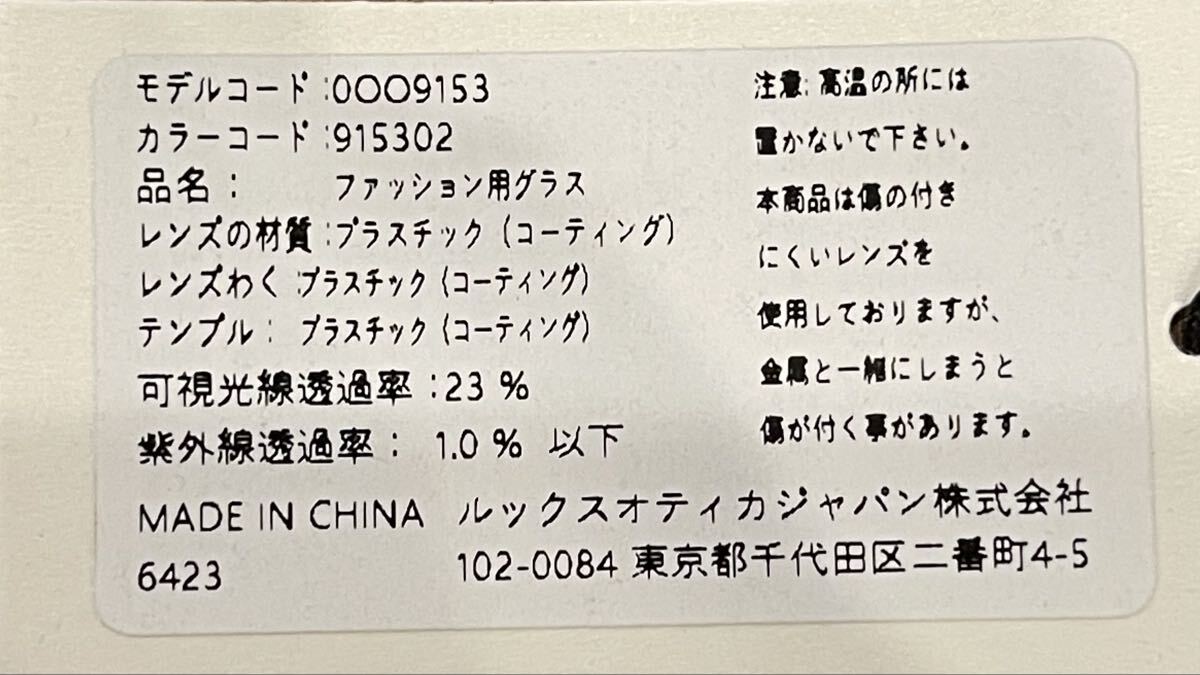 モデルコード:OOO9153
カラーコード:915302
品名: ファッション用グラス
レンズの材質:プラスチック(コーティング)
レンズわく:プラスチック(コーティング)
テンプル: プラスチック(コーティング)
可視光線透過率:23 %
紫外線透過率: 1.0 % 以下
注意:高温の所には
置かないで下さい。
本商品は傷の付き
にくいレンズを
使用しておりますが、
金属と一緒にしまうと
傷が付く事があります。
MADE IN CHINA ルックスオティカジャパン株式会社
6423 102-0084 東京都千代田区二番町4-5